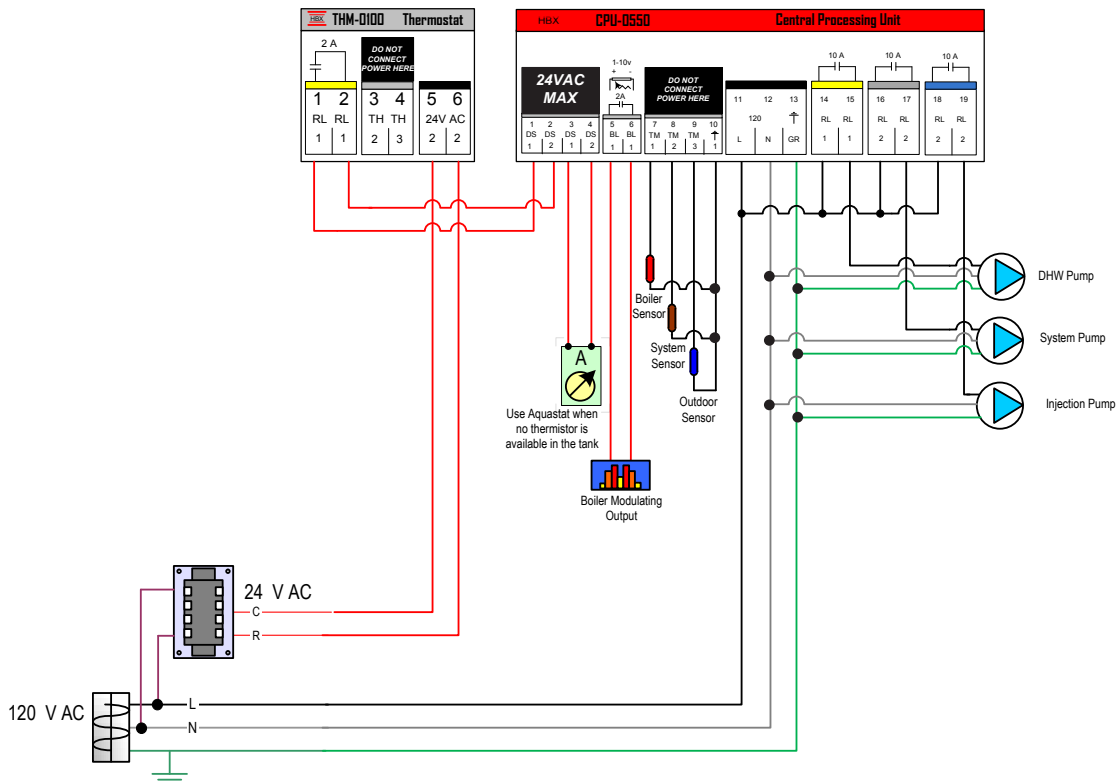 HBX THM-0100 Thermostat
2 A
DO NOT
CONNECT
POWER HERE
1 2 3 4 5 6
RL RL TH TH 24V AC
1 1 2 3 2 2
HBX CPU-0550 Central Processing Unit
24VAC
MAX
1-10v
+ -
2A
DO NOT
CONNECT
POWER HERE
10 A
10 A
10 A
1 2 3 4 5 6 7 8 9 10 11 12 13 14 15 16 17 18 19
DS DS DS DS BL BL TM TM TM 120 RL RL RL RL RL RL
1 2 1 2 1 1 1 2 3 1 L N GR 1 1 2 2 2 2
DHW Pump
Boiler
Sensor
System Pump
System
Sensor
A
Outdoor
Sensor
Injection Pump
Use Aquastat when
no thermistor is
available in the tank
Boiler Modulating
Output
24 V AC
C
R
120 V AC
L
N